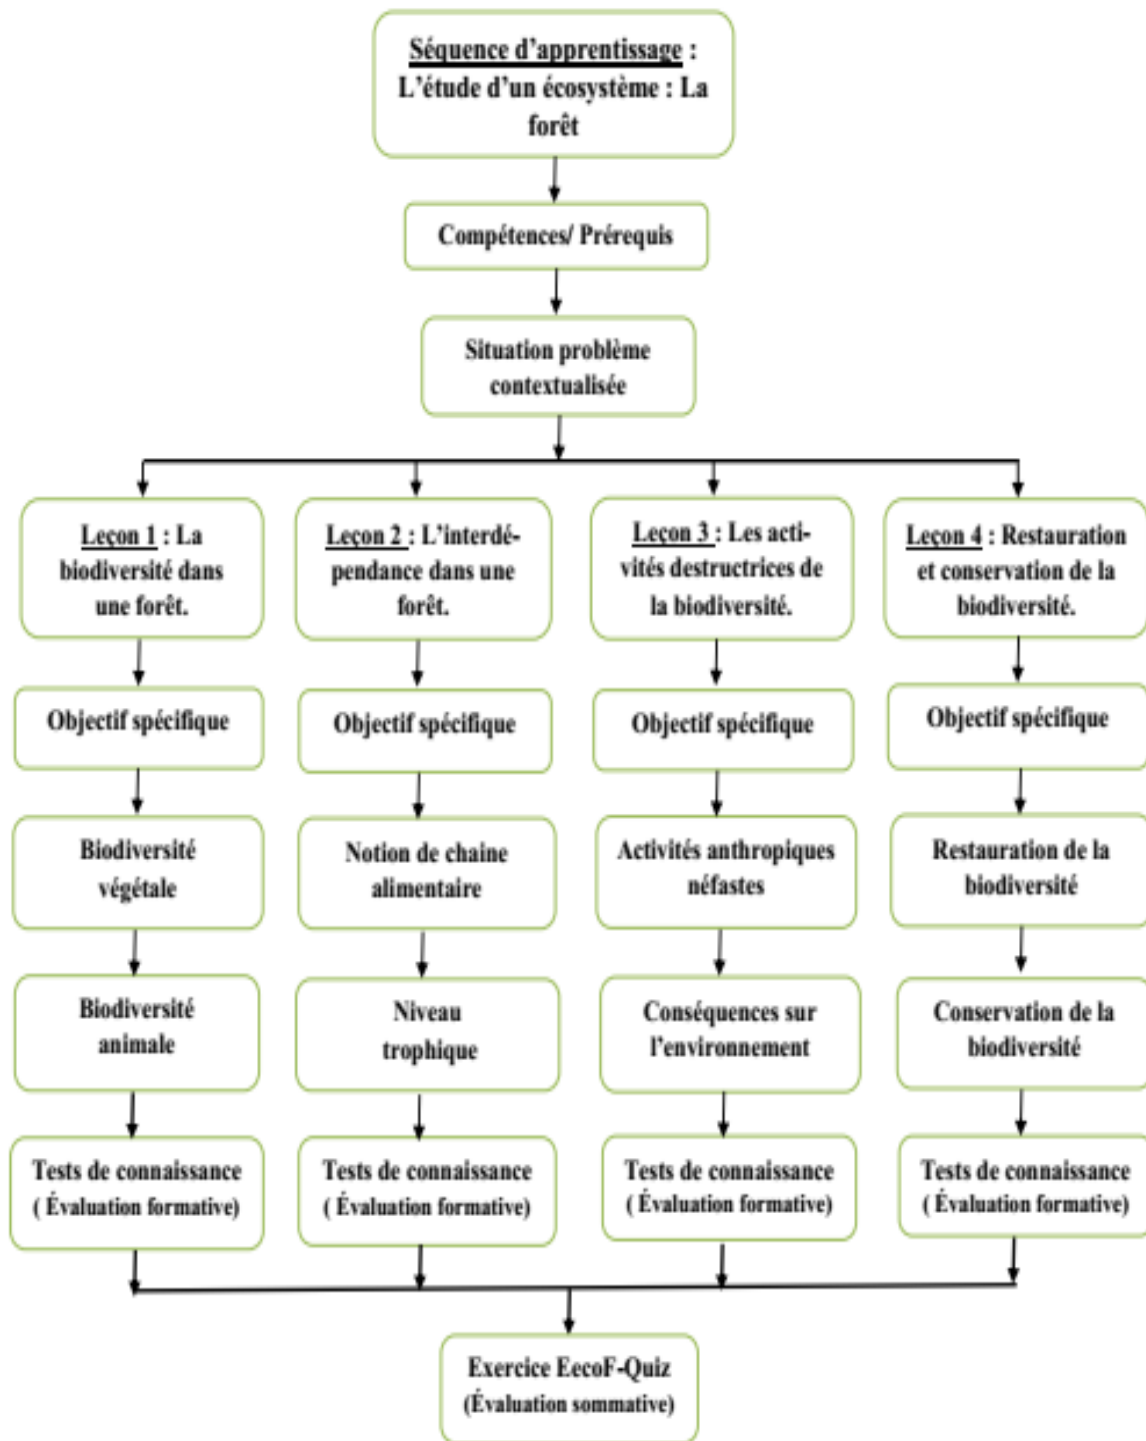 Séquence d’apprentissage :
L’étude d’un écosystème : La
forêt
Compétences/ Prérequis
Situation problème
contextualisée
Leçon 1 : La
biodiversité dans
une forêt.
Leçon 2 : L’interdé-
pendance dans une
forêt.
Leçon 3 : Les acti-
vités destructrices de
la biodiversité.
Leçon 4 : Restauration
et conservation de la
biodiversité.
Objectif spécifique
Objectif spécifique
Objectif spécifique
Objectif spécifique
Biodiversité
végétale
Notion de chaine
alimentaire
Activités anthropiques
néfastes
Restauration de la
biodiversité
Biodiversité
animale
Niveau
trophique
Conséquences sur
l’environnement
Conservation de la
biodiversité
Tests de connaissance
( Évaluation formative)
Tests de connaissance
( Évaluation formative)
Tests de connaissance
( Évaluation formative)
Tests de connaissance
( Évaluation formative)
Exercice EecoF-Quiz
(Évaluation sommative)